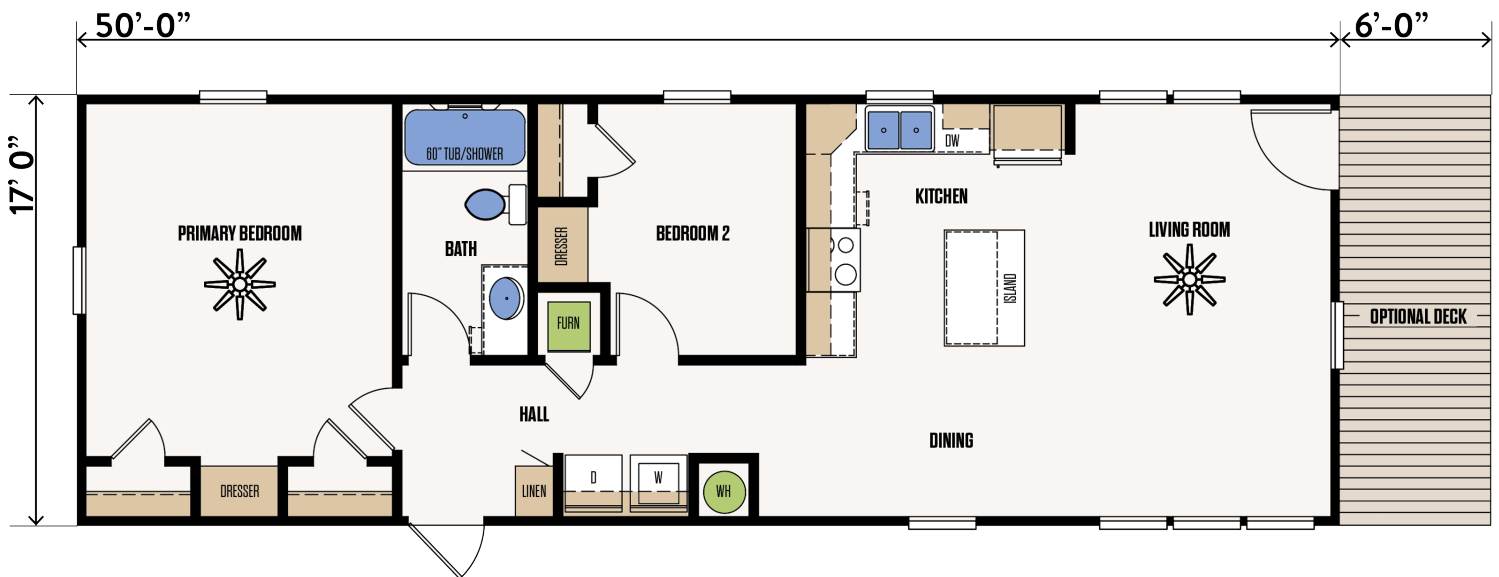 50'-0”
6'-0”
17' 0”
60" TUB/SHOWER
DW
KITCHEN
PRIMARY BEDROOM
BATH
DRESSER
BEDROOM 2
LIVING ROOM
ISLAND
FURN
OPTIONAL DECK
HALL
DINING
DRESSER
LINEN
D
W
WH